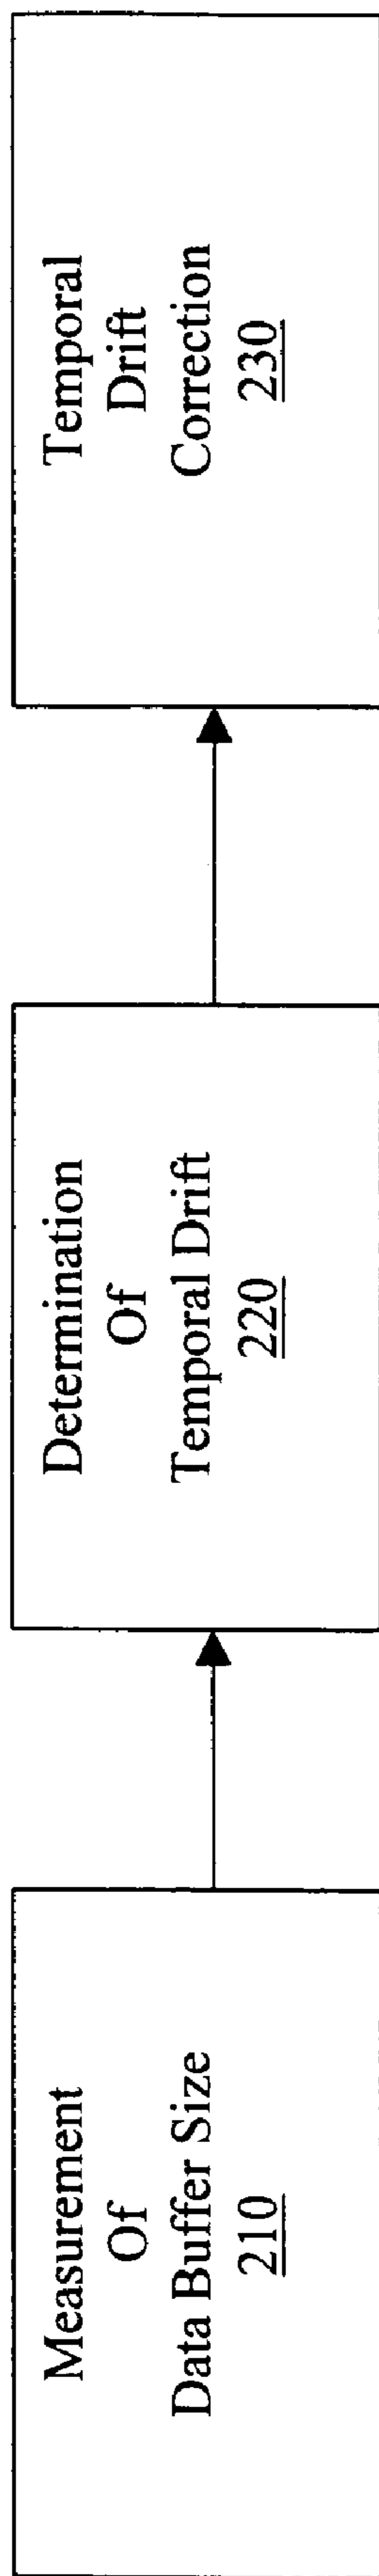 Measurement
Of
Data Buffer Size
210
Determination
Of
Temporal Drift
220
Temporal
Drift
Correction
230